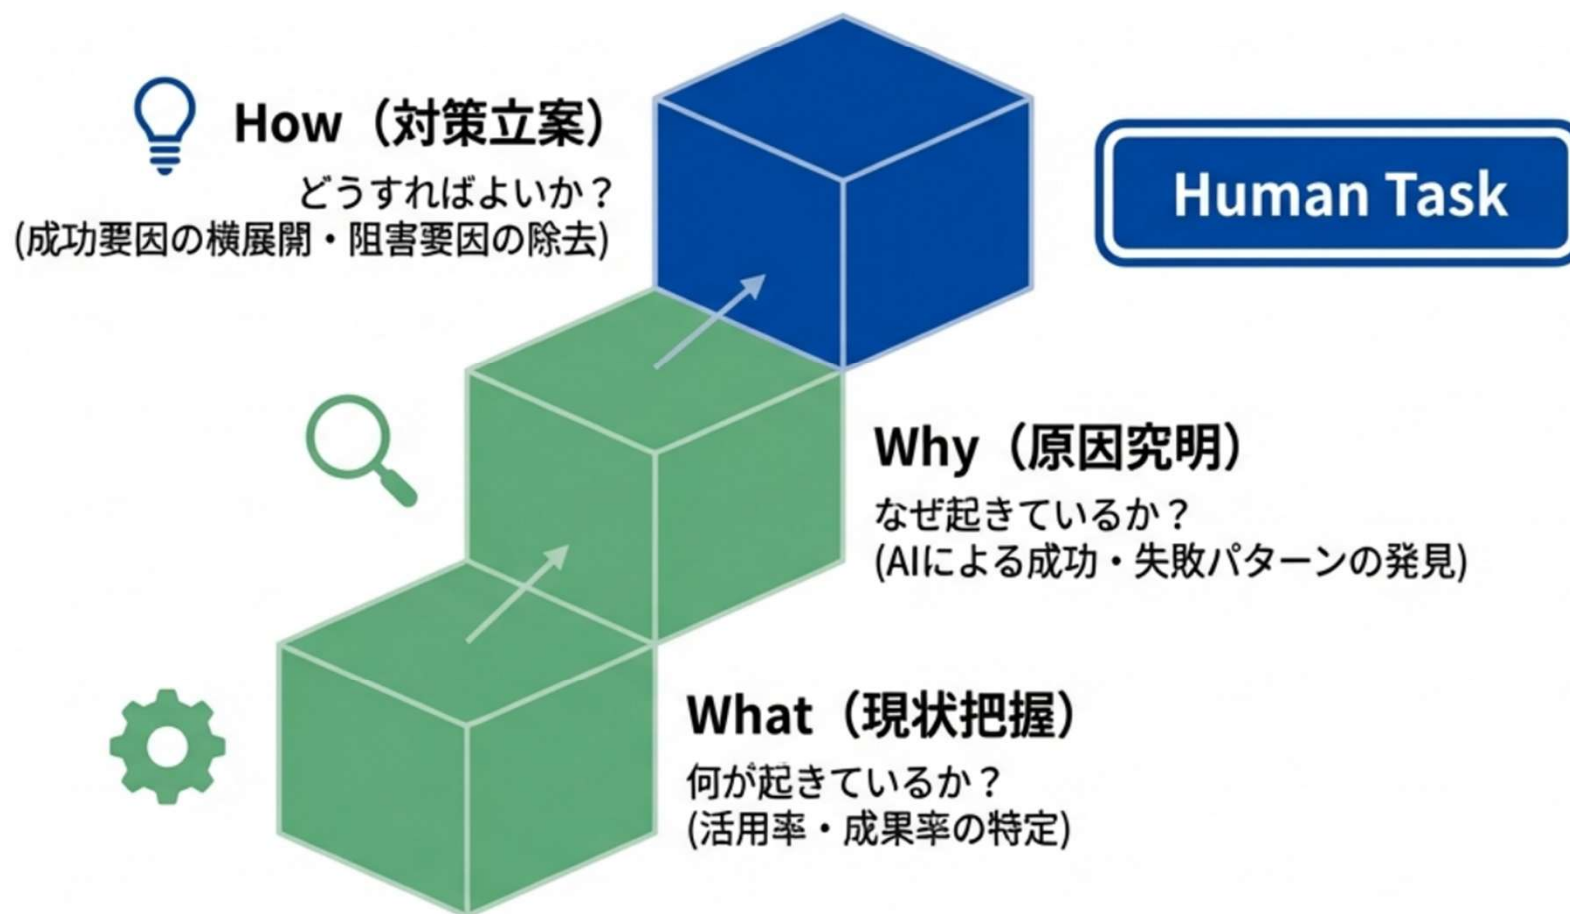 How（対策立案）
どうすればよいか？
(成功要因の横展開・阻害要因の除去)
Human Task
Why（原因究明）
なぜ起きているか？
(AIによる成功・失敗パターンの発見)
What（現状把握）
何が起きているか？
(活用率・成果率の特定)